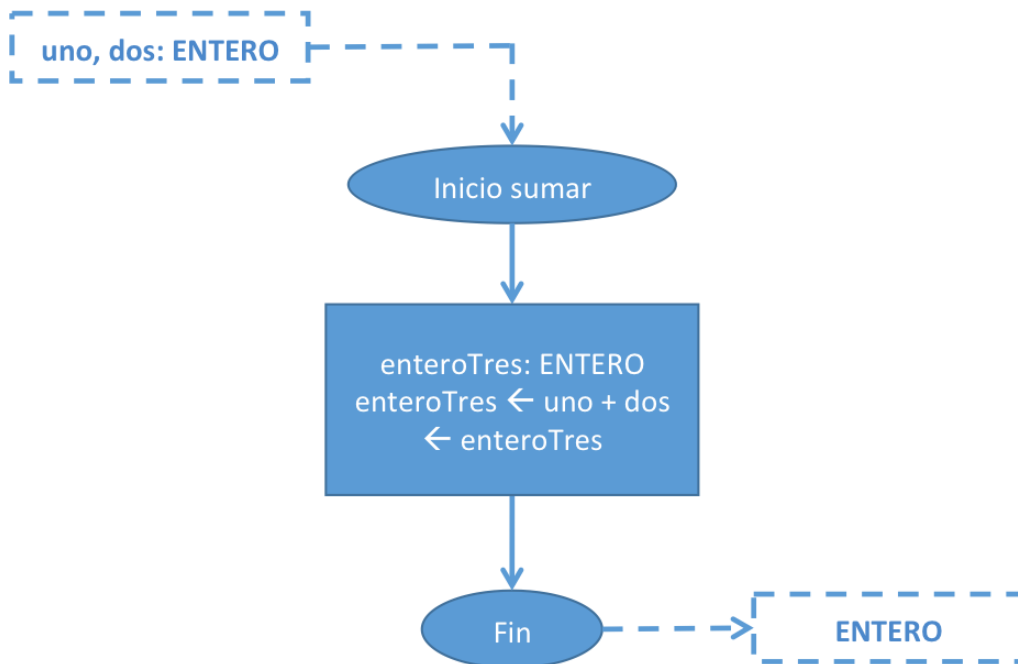 uno, dos: ENTERO
Inicio sumar
enteroTres: ENTERO
enteroTres ← uno + dos
← enteroTres
Fin
ENTERO